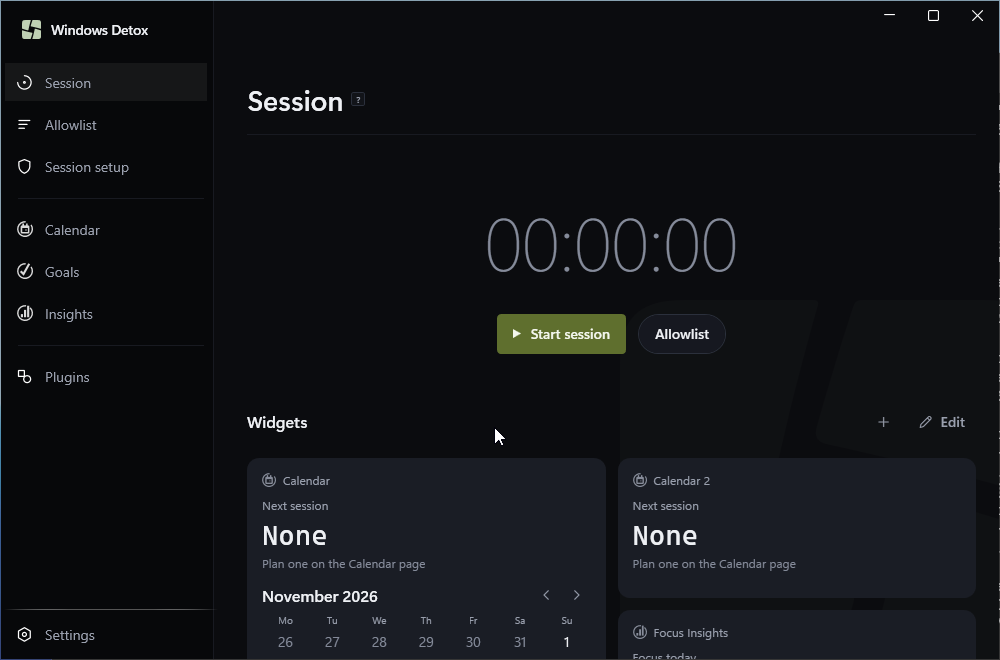 Windows Detox
Session
Allowlist
Session setup
Calendar
Goals
Insights
Plugins
Settings
Session ?
00:00:00
Start session
Allowlist
Widgets
+ Edit
Calendar
Next session
None
Plan one on the Calendar page
November 2026
Mo Tu We Th Fr Sa Su
26 27 28 29 30 31 1
Calendar 2
Next session
None
Plan one on the Calendar page
Focus Insights
Focus today